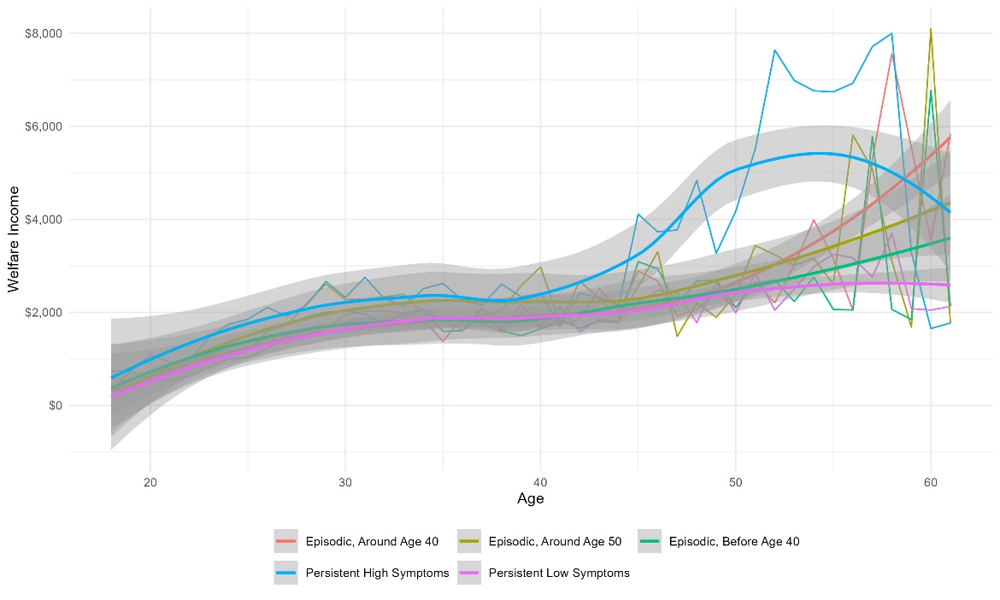 $8,000
$6,000
$4,000
$2,000
$0
Welfare Income
20 30 40 50 60
Age
Episodic, Around Age 40 Episodic, Around Age 50 Episodic, Before Age 40
Persistent High Symptoms Persistent Low Symptoms